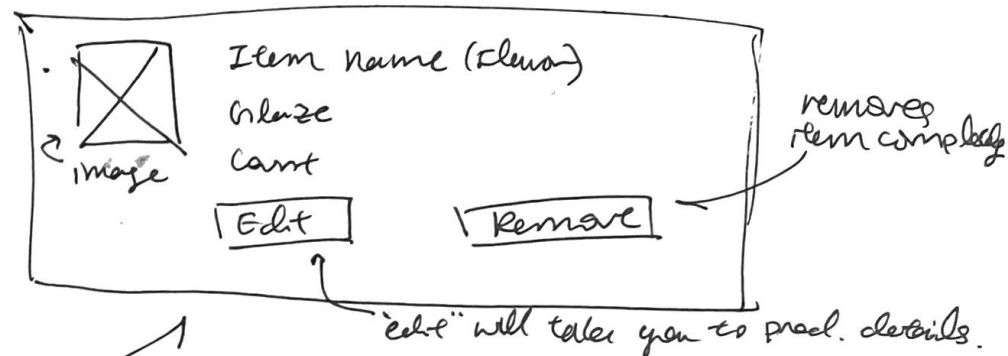 Item name (flavor)
Glaze
Count
image
Edit
Remove
removes
item completely
"edit" will take you to prod. details.